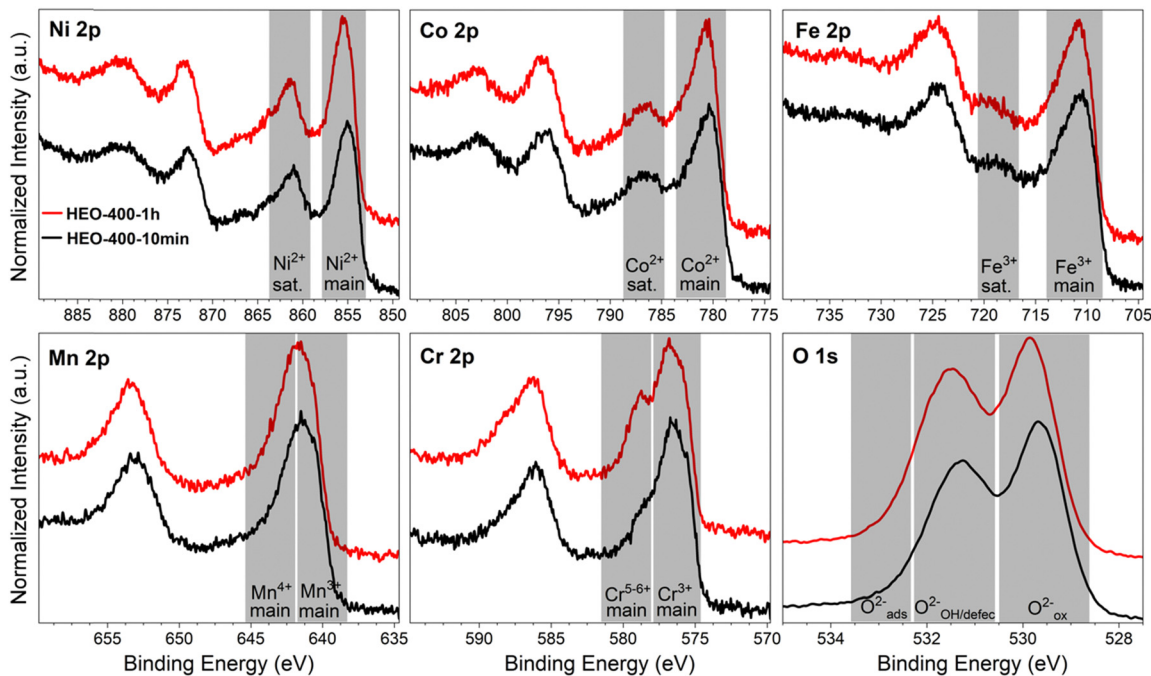 Ni 2p
Co 2p
Fe 2p
Normalized Intensity (a.u.)
HEO-400-1h
HEO-400-10min
Ni2+
sat.
Ni2+
main
Co2+
sat.
Co2+
main
Fe3+
sat.
Fe3+
main
885 880 875 870 865 860 855 850
805 800 795 790 785 780 775
735 730 725 720 715 710 705
Mn 2p
Cr 2p
O 1s
Normalized Intensity (a.u.)
Mn4+
main
Mn3+
main
Cr5-6+
main
Cr3+
main
O2-ads
O2-OH/defec
O2-ox
655 650 645 640 635
595 590 585 580 575 570
534 532 530 528
Binding Energy (eV)
Binding Energy (eV)
Binding Energy (eV)